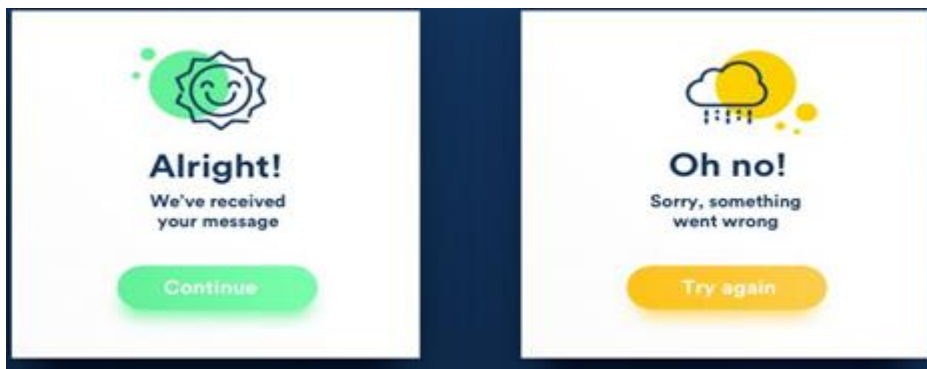 Alright!
We've received
your message
Continue
Oh no!
Sorry, something
went wrong
Try again